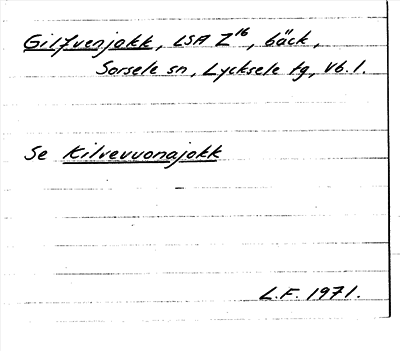 Gilfvenjokk, LSA Z¹⁶, bäck,
Sorsele sn, Lycksele tg, Vb. l.
Se Kilvevuonajokk
L.F. 1971.